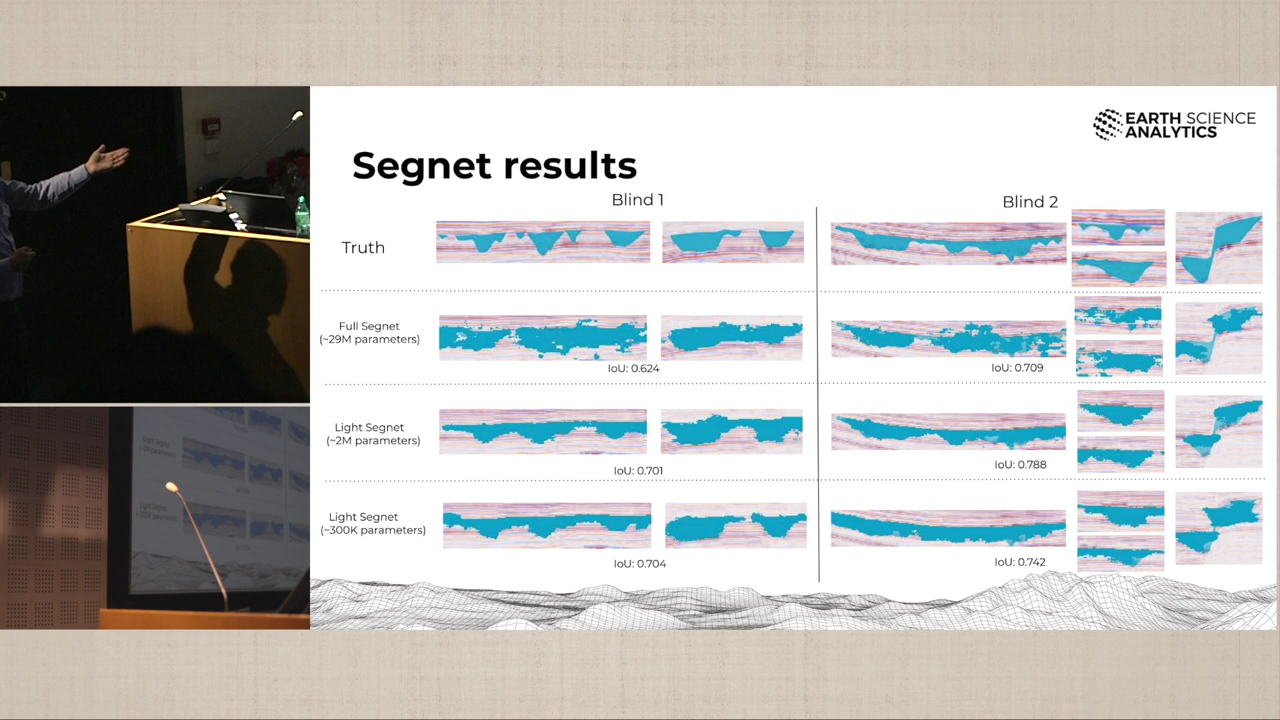 EARTH SCIENCE
ANALYTICS
Segnet results
Blind 1
Blind 2
Truth
Full Segnet
(~29M parameters)
IoU: 0.624
IoU: 0.709
Light Segnet
(~2M parameters)
IoU: 0.701
IoU: 0.788
Light Segnet
(~300K parameters)
IoU: 0.704
IoU: 0.742